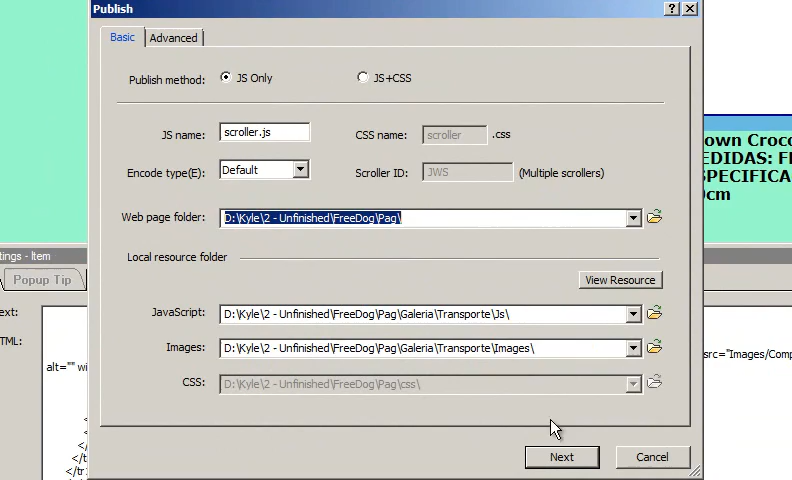 Publish
Basic Advanced
Publish method: JS Only JS+CSS
JS name: scroller.js CSS name: scroller .css
own Croco
EDIDAS: F
SPECIFICA
0cm
Encode type(E): Default Scroller ID: JWS (Multiple scrollers)
Web page folder: D:\Kyle\2 - Unfinished\FreeDog\Pag\
Local resource folder
tings - Item
Popup Tip
View Resource
ext:
JavaScript: D:\Kyle\2 - Unfinished\FreeDog\Pag\Galeria\Transporte\Js\
TML:
Images: D:\Kyle\2 - Unfinished\FreeDog\Pag\Galeria\Transporte\Images\
src="Images/Comp
alt="" wi
CSS: D:\Kyle\2 - Unfinished\FreeDog\Pag\css\
<
<
</
</t
</tr
Next Cancel